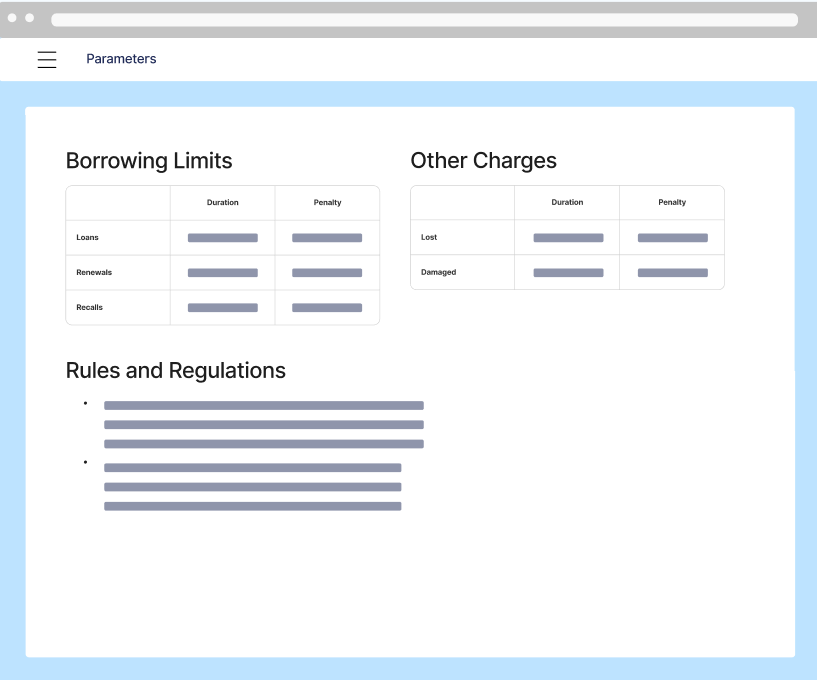 Parameters
Borrowing Limits
Duration Penalty
Loans
Renewals
Recalls
Other Charges
Duration Penalty
Lost
Damaged
Rules and Regulations